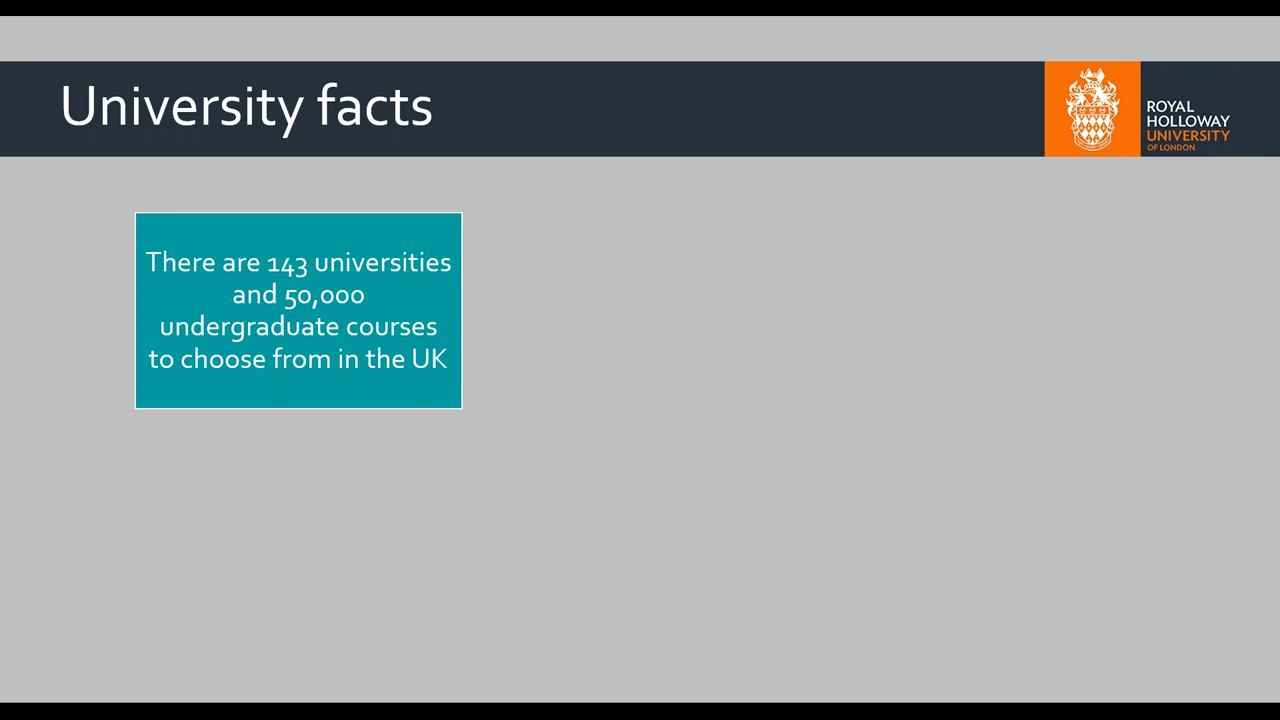 University facts
ROYAL
HOLLOWAY
UNIVERSITY
OF LONDON
There are 143 universities
and 50,000
undergraduate courses
to choose from in the UK